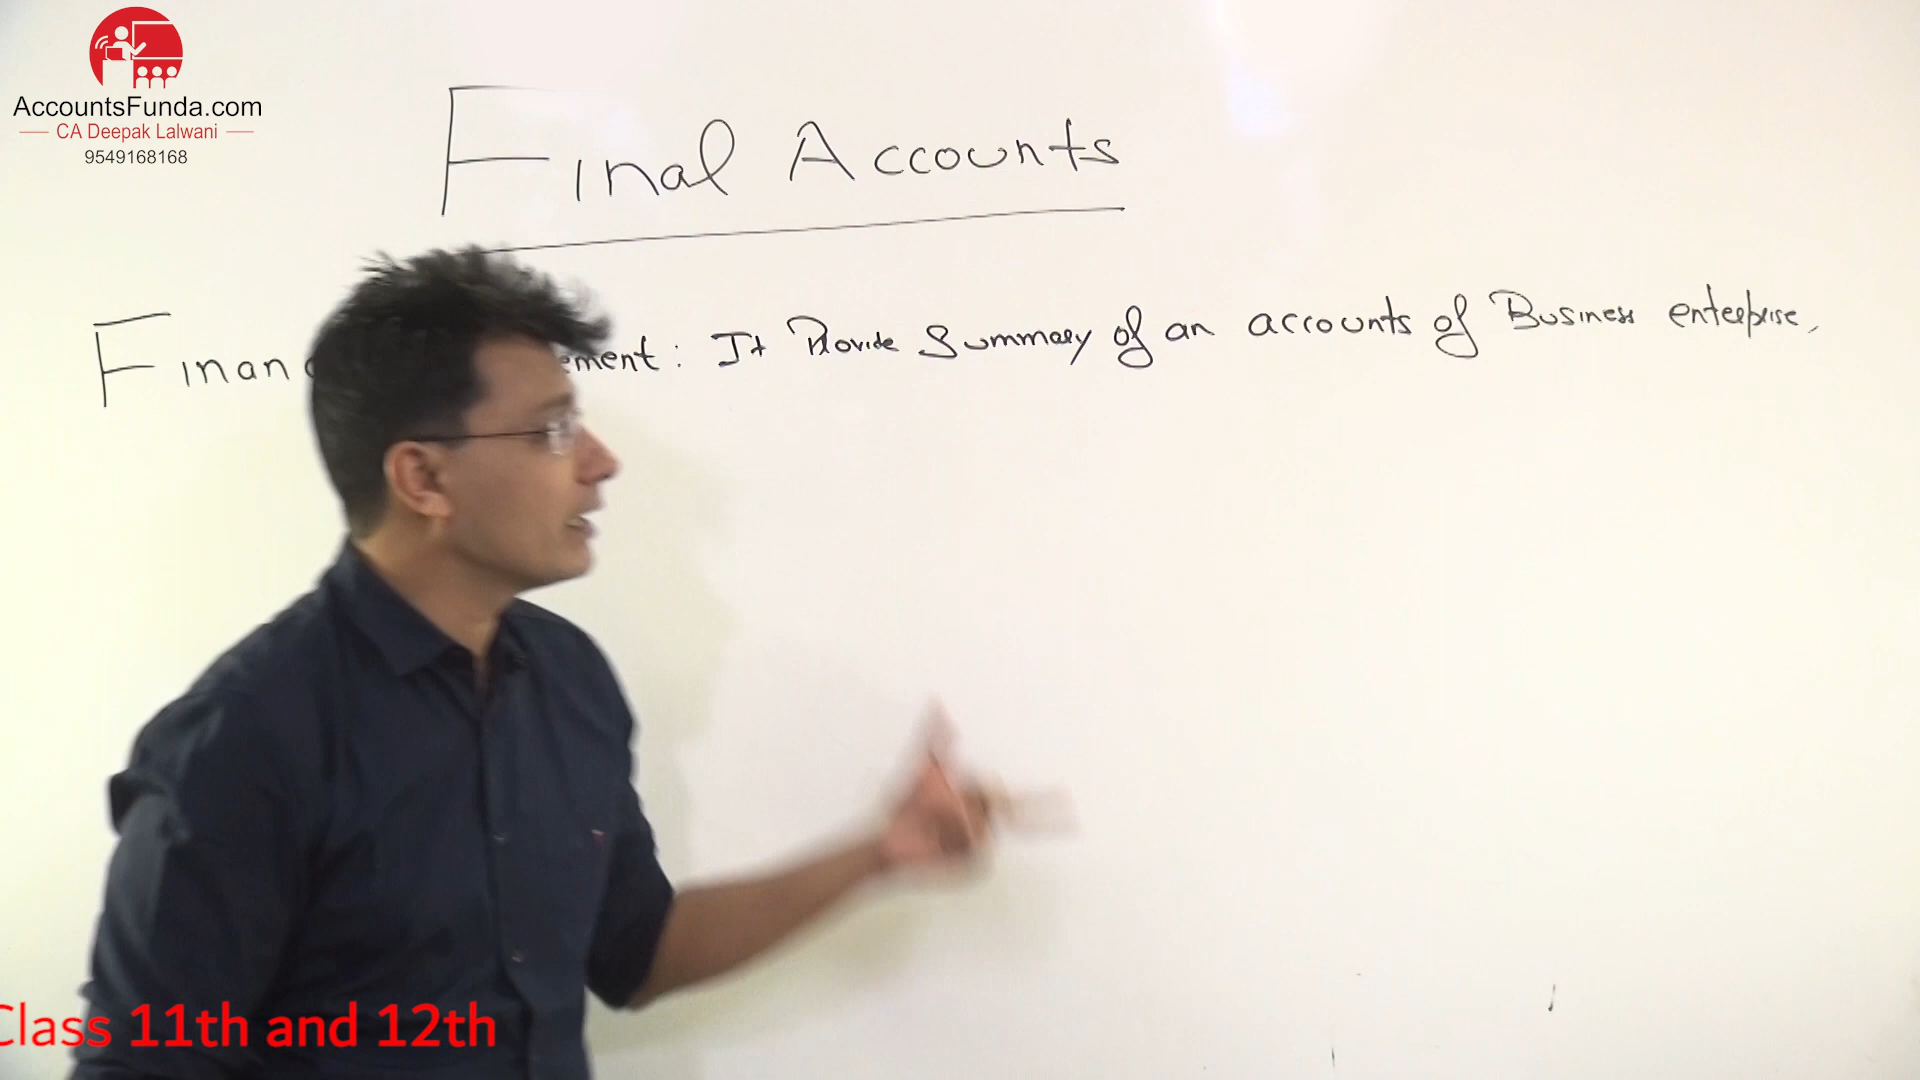 AccountsFunda.com
CA Deepak Lalwani
9549168168
Final Accounts
ement: It Provide Summary of an accounts of Business enterprise,
Class 11th and 12th